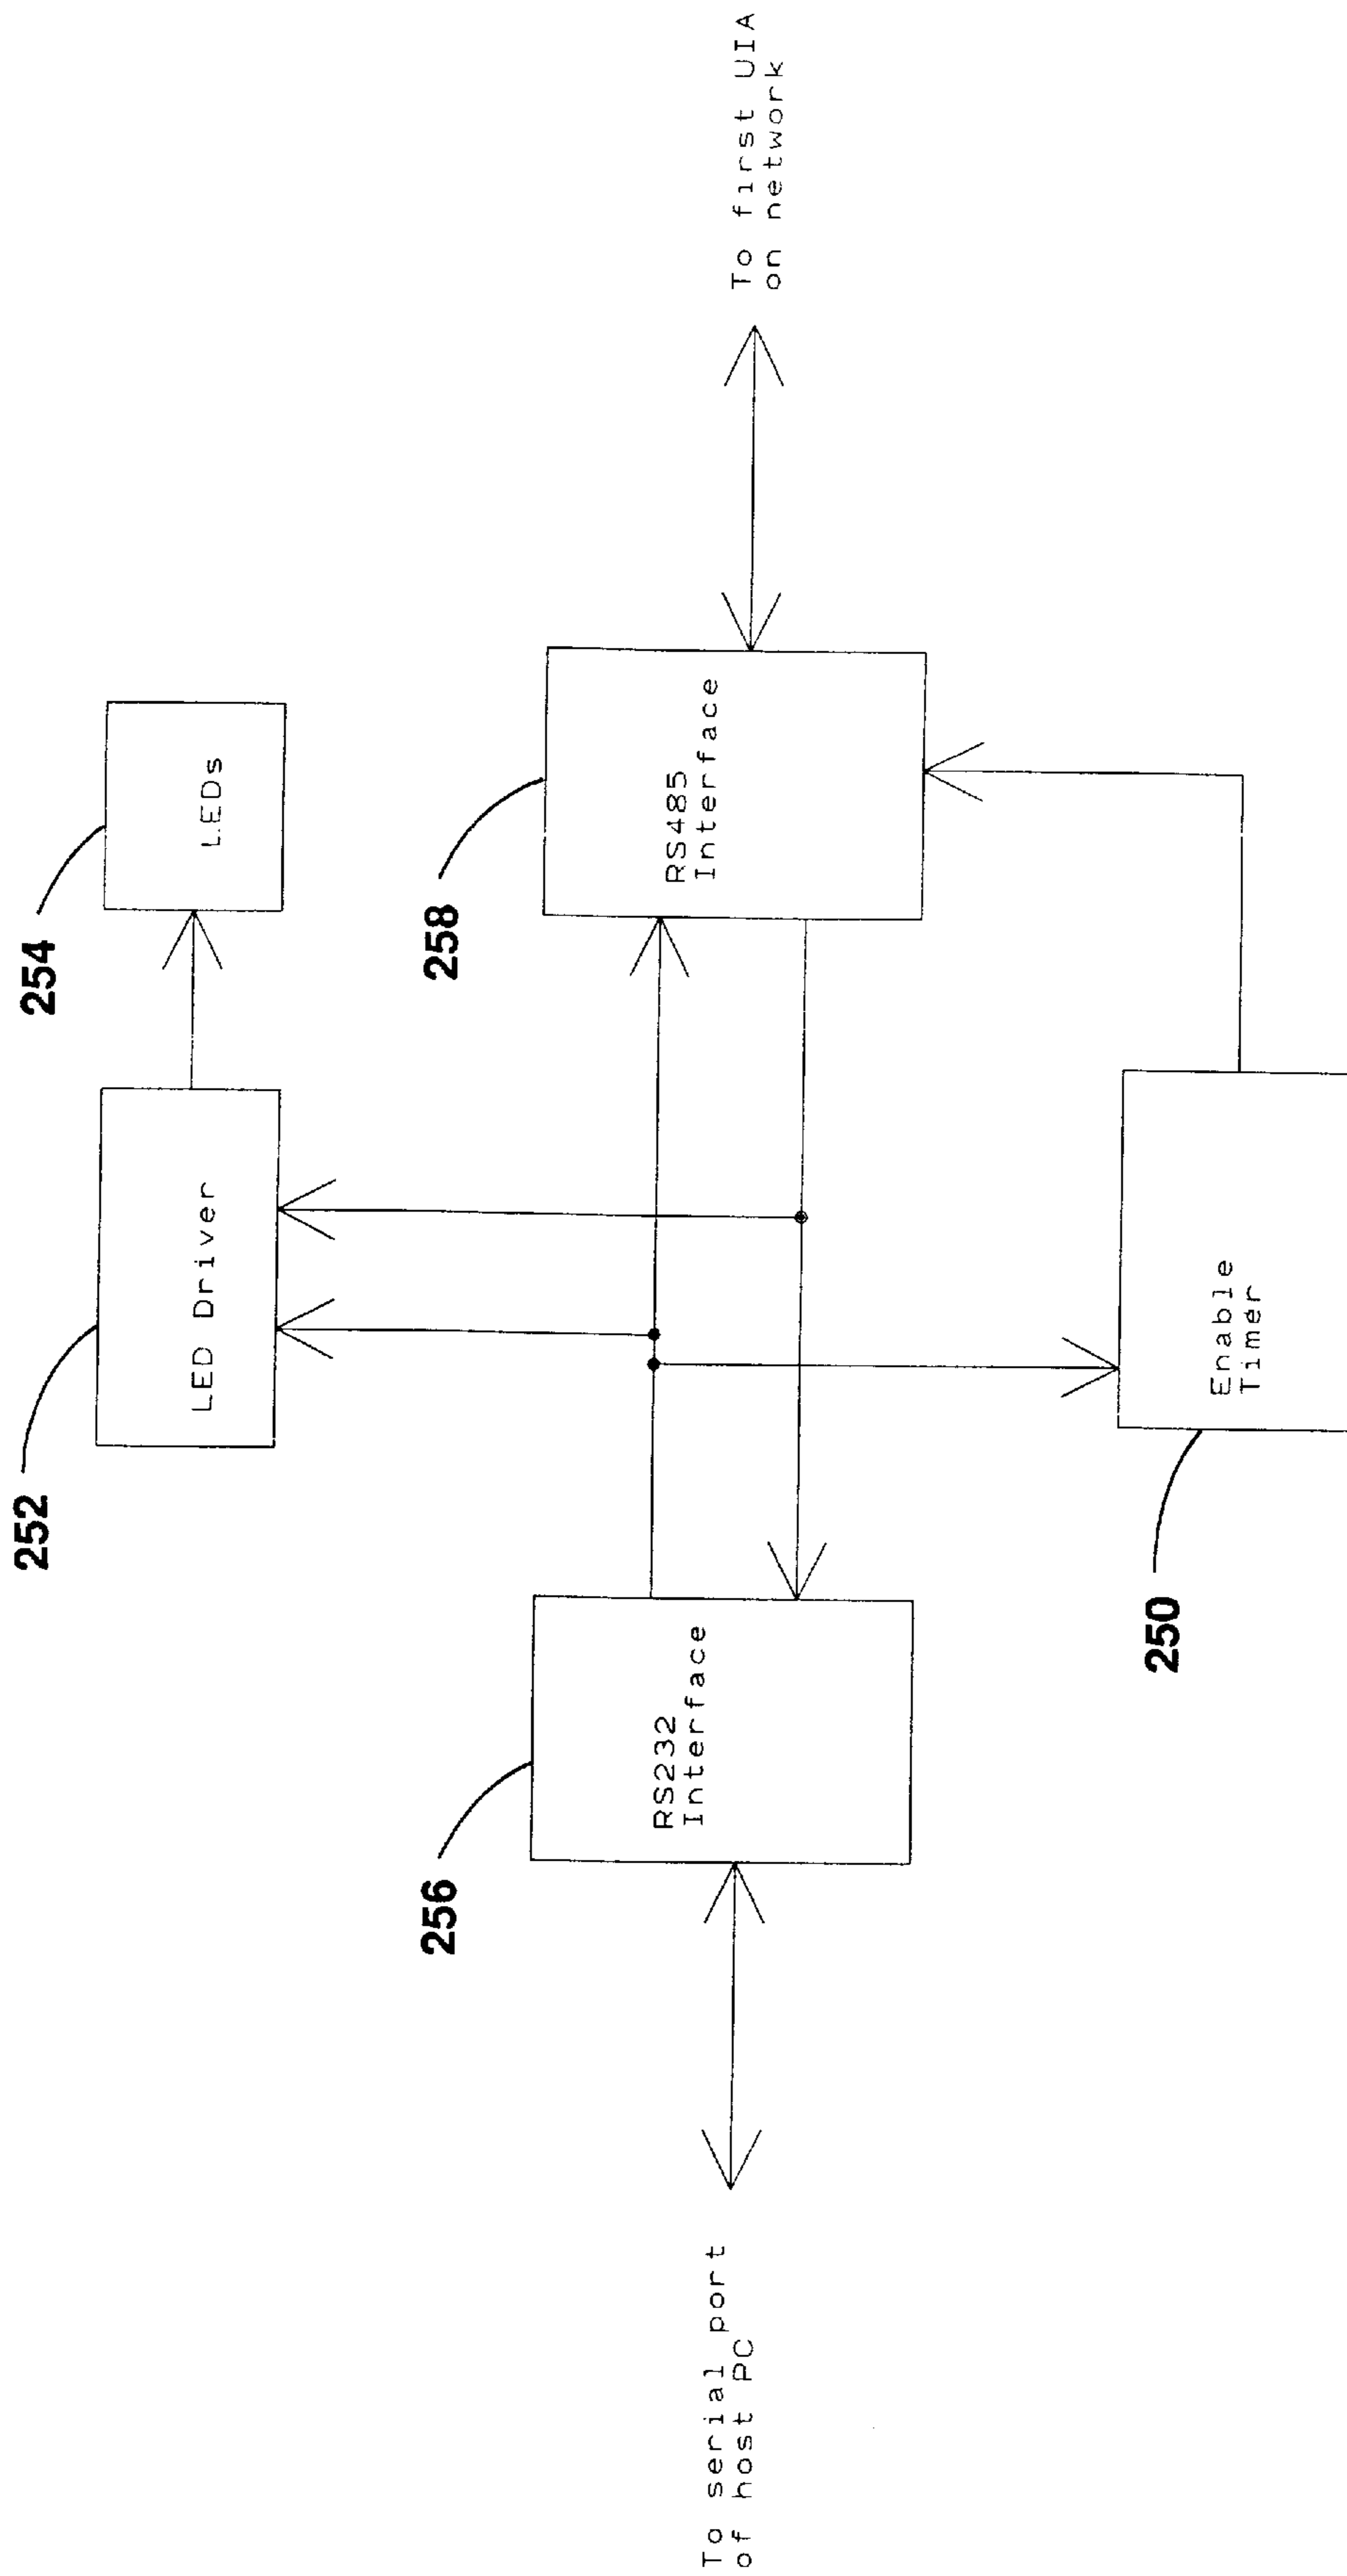 254
LEDs
252
LED Driver
To first UIA
on network
258
RS485
Interface
256
RS232
Interface
To serial port
of host PC
250
Enable
Timer